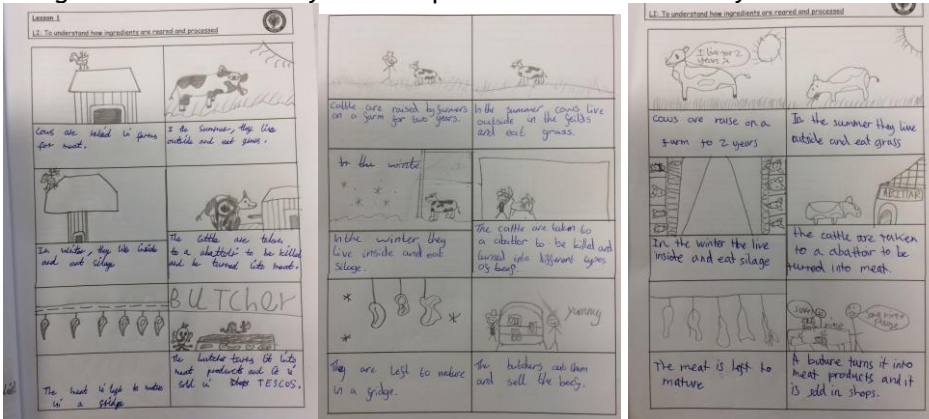 Lesson 1
LI: To understand how ingredients are reared and processed
Cows are raised in farms
for meat.
I the summer, they live
outside and eat grass.
In winter, they live inside
and eat silage
The cattle are taken
to a abattoir to be killed
and be turned into meat.
The meat is left to mature
in a fridge
BUTCHer
The butcher turns it into
meat products and it is
sold in shops TESCOS.
Cattle are raised by farmers
on a farm for two years.
In the summer, cows live
outside in the feilds
and eat grass.
In the winter
In the winter, they
live inside and eat
silage.
The cattle are taken to
a abattor to be killed and
turned into different types
of beef.
They are left to mature
in a fridge.
yummy
The butchers cut them
and sell the beef.
Lesson 1
LI: To understand how ingredients are reared and processed
I live for 2
years
cows are raise on a
farm to 2 years
In the summer they live
outside and eat grass
In the winter the live
inside and eat silage
ABITTAR
the cattle are taken
to a abattar to be
turned into meat.
The meat is left to
mature
A buture turns it into
meat products and it
is sold in shops.